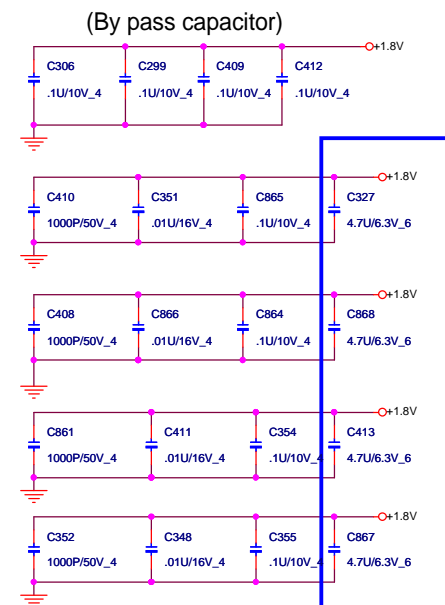 (By pass capacitor)
+1.8V
C306 C299 C409 C412
.1U/10V_4 .1U/10V_4 .1U/10V_4 .1U/10V_4
+1.8V
C410 C351 C865 C327
1000P/50V_4 .01U/16V_4 .1U/10V_4 4.7U/6.3V_6
+1.8V
C408 C866 C864 C868
1000P/50V_4 .01U/16V_4 .1U/10V_4 4.7U/6.3V_6
+1.8V
C861 C411 C354 C413
1000P/50V_4 .01U/16V_4 .1U/10V_4 4.7U/6.3V_6
+1.8V
C352 C348 C355 C867
1000P/50V_4 .01U/16V_4 .1U/10V_4 4.7U/6.3V_6